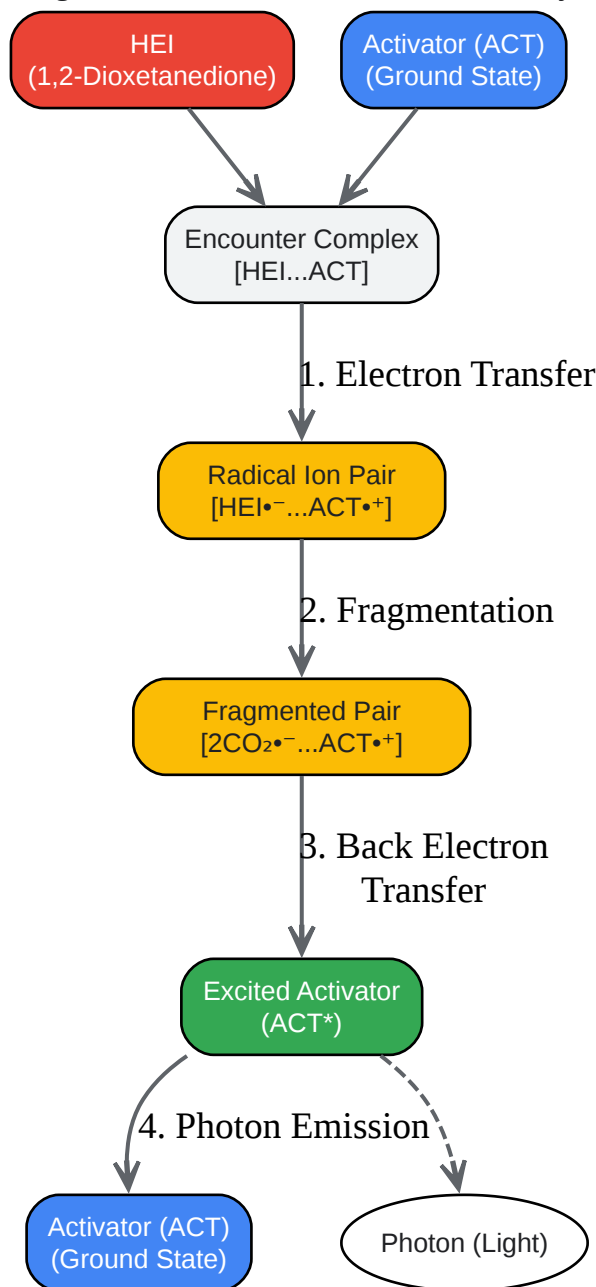 HEI
(1,2-Dioxetanedione)
Activator (ACT)
(Ground State)
Encounter Complex
[HEI...ACT]
1. Electron Transfer
Radical Ion Pair
[HEI•⁻...ACT•⁺]
2. Fragmentation
Fragmented Pair
[2CO₂•⁻...ACT•⁺]
3. Back Electron
Transfer
Excited Activator
(ACT*)
4. Photon Emission
Activator (ACT)
(Ground State)
Photon (Light)